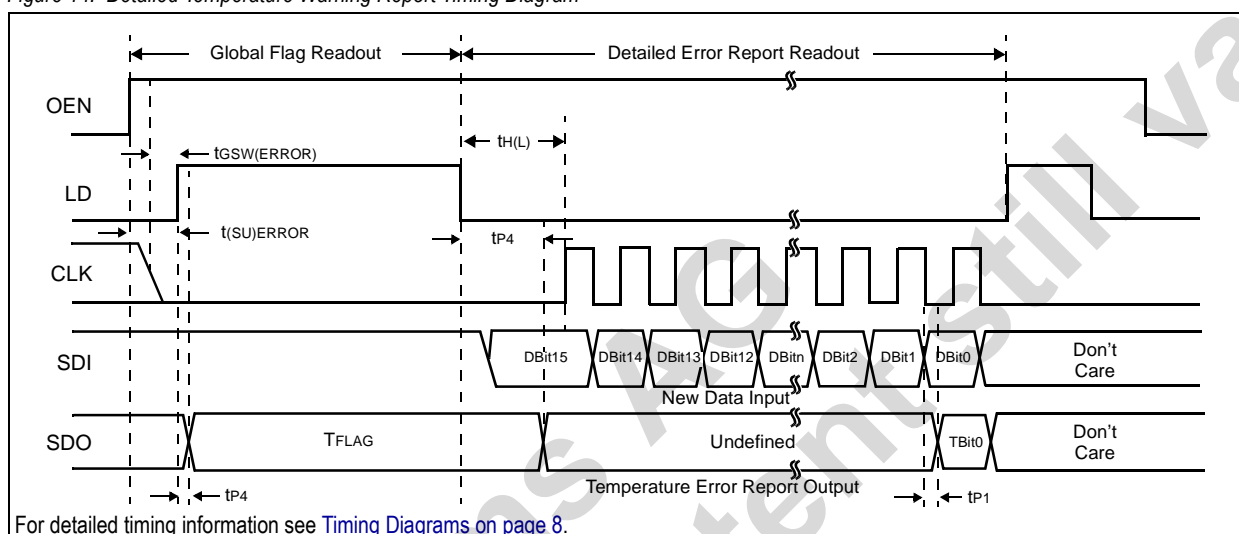 Figure 14. Detailed Temperature Warning Report Timing Diagram
Global Flag Readout
Detailed Error Report Readout
OEN
tH(L)
tGSW(ERROR)
LD
t(SU)ERROR
tP4
CLK
SDI
DBit15
DBit14
DBit13
DBit12
DBitn
DBit2
DBit1
DBit0
Don't
Care
New Data Input
SDO
TFLAG
Undefined
TBit0
Don't
Care
tP4
Temperature Error Report Output
tP1
For detailed timing information see Timing Diagrams on page 8.